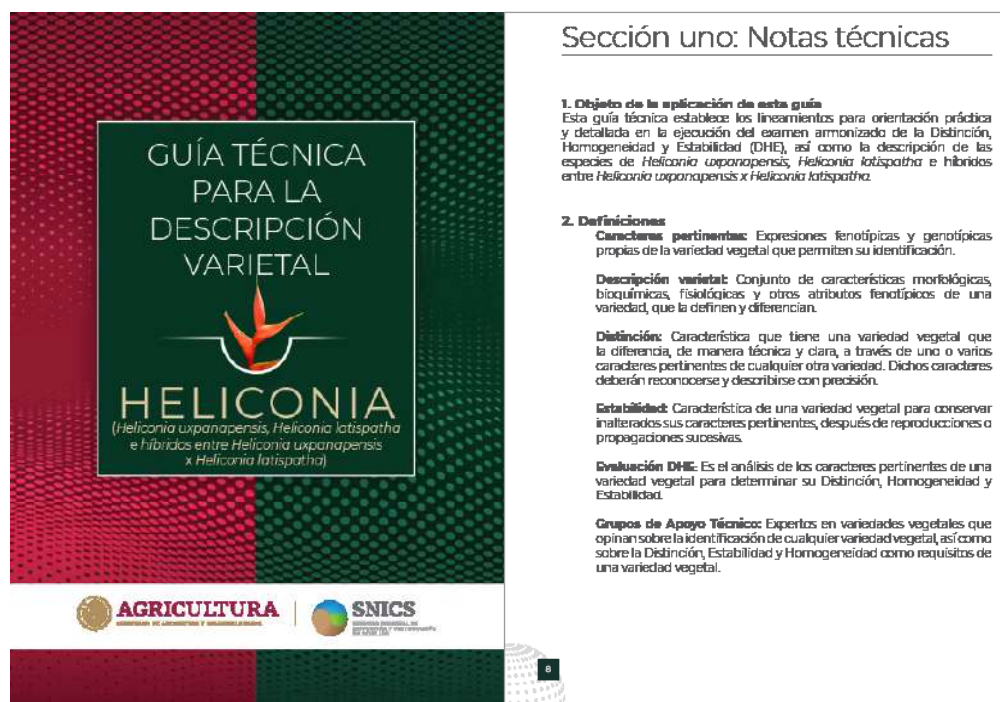 GUÍA TÉCNICA
PARA LA
DESCRIPCIÓN
VARIETAL
HELICONIA
(Heliconia uxpanapensis, Heliconia latispatha
e híbridos entre Heliconia uxpanapensis
x Heliconia latispatha)
AGRICULTURA
SNICS
Sección uno: Notas técnicas
1. Objeto de la aplicación de esta guía
Esta guía técnica establece los lineamientos para orientación práctica
y detallada en la ejecución del examen armonizado de la Distinción,
Homogeneidad y Estabilidad (DHE), así como la descripción de las
especies de Heliconia uxpanapensis, Heliconia latispatha e híbridos
entre Heliconia uxpanapensis x Heliconia latispatha.
2. Definiciones
Caracteres pertinentes: Expresiones fenotípicas y genotípicas
propias de la variedad vegetal que permiten su identificación.
Descripción varietal: Conjunto de características morfológicas,
bioquímicas, fisiológicas y otros atributos fenotípicos de una
variedad, que la definen y diferencian.
Distinción: Característica que tiene una variedad vegetal que
la diferencia, de manera técnica y clara, a través de uno o varios
caracteres pertinentes de cualquier otra variedad. Dichos caracteres
deberán reconocerse y describirse con precisión.
Estabilidad: Característica de una variedad vegetal para conservar
inalterados sus caracteres pertinentes, después de reproducciones o
propagaciones sucesivas.
Evaluación DHE: Es el análisis de los caracteres pertinentes de una
variedad vegetal para determinar su Distinción, Homogeneidad y
Estabilidad.
Grupos de Apoyo Técnico: Expertos en variedades vegetales que
opinan sobre la identificación de cualquier variedad vegetal, así como
sobre la Distinción, Estabilidad y Homogeneidad como requisitos de
una variedad vegetal.
8